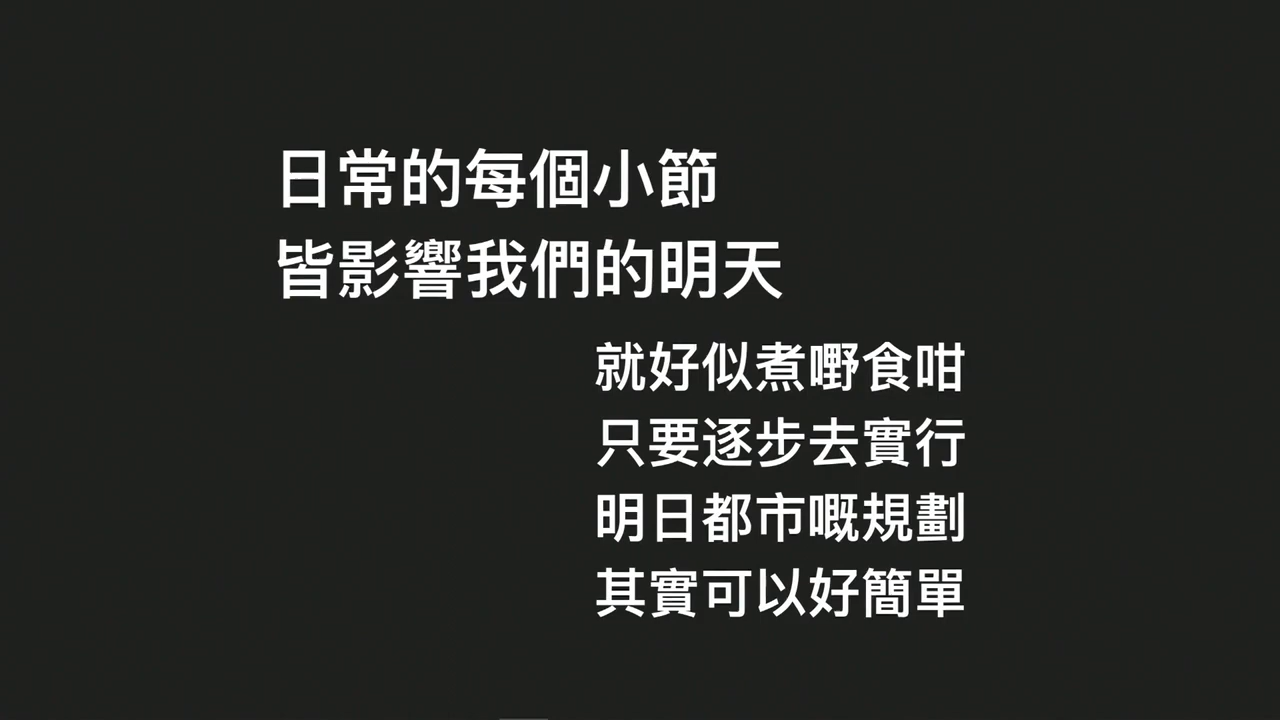 日常的每個小節
皆影響我們的明天
就好似煮嘢食咁
只要逐步去實行
明日都市嘅規劃
其實可以好簡單